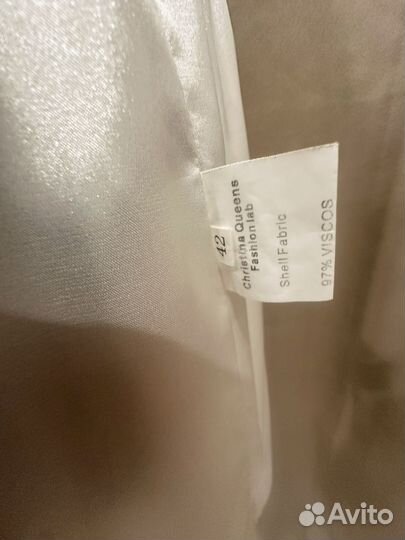 42
Christina Queens
Fashion lab
Shell Fabric
97% VISCOS
Avito